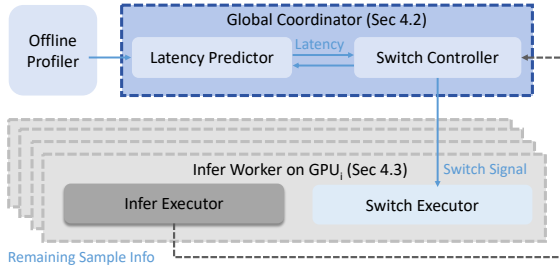 Global Coordinator (Sec 4.2)
Offline
Profiler
Latency Predictor
Latency
Switch Controller
Infer Worker on GPUi (Sec 4.3)
Switch Signal
Infer Executor
Switch Executor
Remaining Sample Info